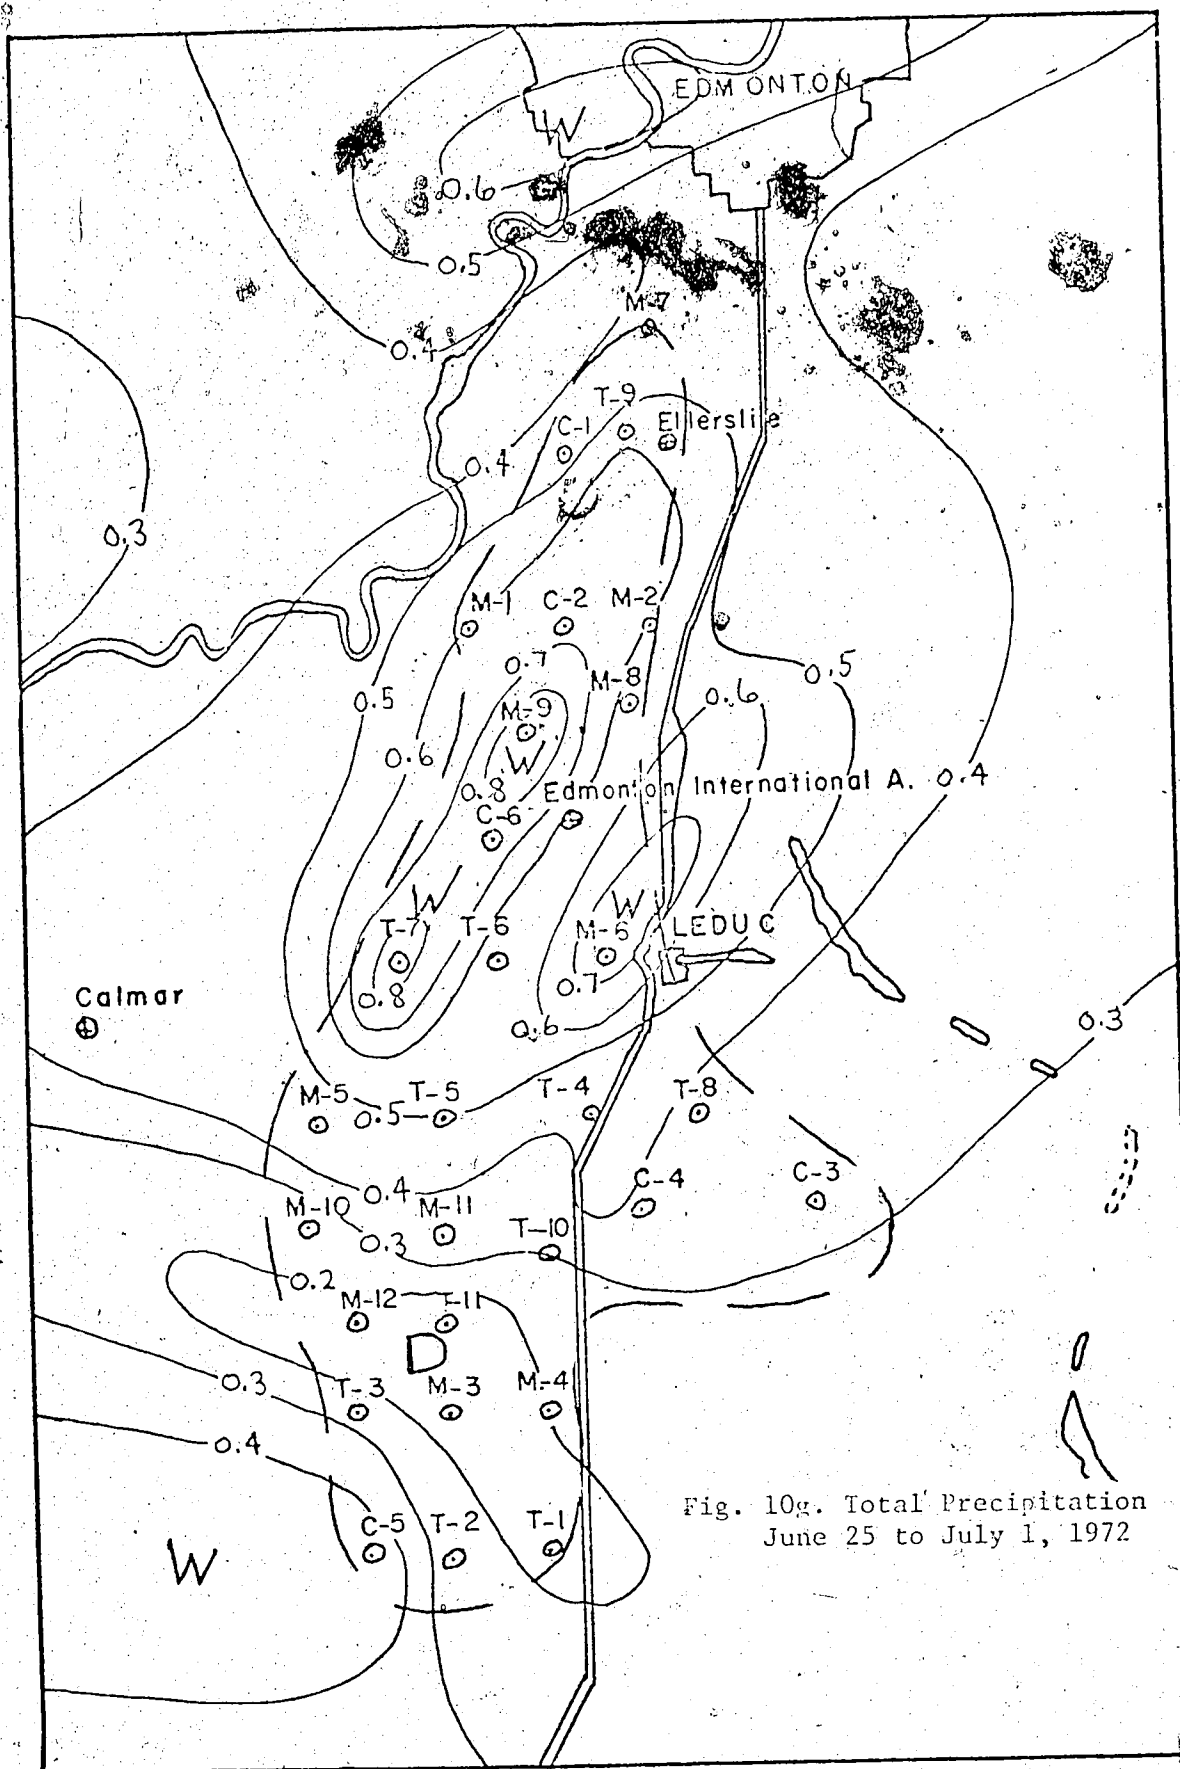 EDMONTON
W
0.6
0.5
M-7
0.4
T-9
C-1 Ellerslie
0.4
0.3
M-1 C-2 M-2
0.7
0.5
M-8
0.5
0.6
M-9
W
0.6
0.8 Edmonton International A. 0.4
C-6
W
W
T-7 T-6 M-6 LEDUC
0.7
0.8
Calmar
0.6
0.3
M-5 0.5 T-5 T-4 T-8
C-4 C-3
0.4
M-10 M-11
0.3 T-10
0.2
M-12 T-11
D
0.3 T-3 M-3 M-4
0.4
Fig. 10g. Total Precipitation
June 25 to July 1, 1972
C-5 T-2 T-1
W